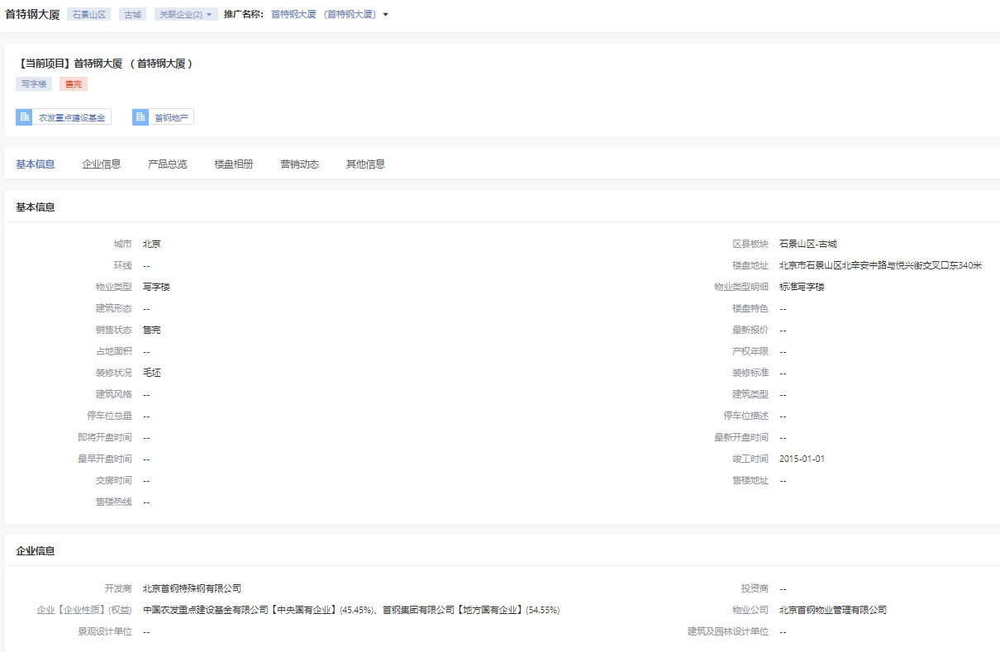 首特钢大厦 石景山区 古城 关联企业(2) 推广名称： 首特钢大厦 (首特钢大厦)
【当前项目】首特钢大厦 （ 首特钢大厦 ）
写字楼 售完
农发重点建设基金 首钢地产
基本信息 企业信息 产品总览 楼盘相册 营销动态 其他信息
基本信息
城市 北京 区县板块 石景山区-古城
环线 -- 楼盘地址 北京市石景山区北辛安中路与悦兴街交叉口东340米
物业类型 写字楼 物业类型明细 标准写字楼
建筑形态 -- 楼盘特色 --
销售状态 售完 最新报价 --
占地面积 -- 产权年限 --
装修状况 毛坯 装修标准 --
建筑风格 -- 建筑类型 --
停车位总量 -- 停车位描述 --
即将开盘时间 -- 最新开盘时间 --
最早开盘时间 -- 竣工时间 2015-01-01
交房时间 -- 售楼地址 --
售楼热线 --
企业信息
开发商 北京首钢特殊钢有限公司 投资商 --
企业【企业性质】(权益) 中国农发重点建设基金有限公司【中央国有企业】(45.45%)、首钢集团有限公司【地方国有企业】(54.55%) 物业公司 北京首钢物业管理有限公司
景观设计单位 -- 建筑及园林设计单位 --